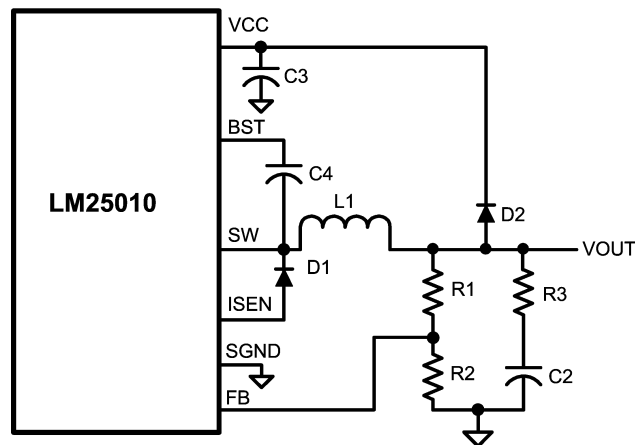 VCC
C3
BST
C4
LM25010
L1
D2
SW
VOUT
D1
R1
R3
ISEN
SGND
R2
C2
FB